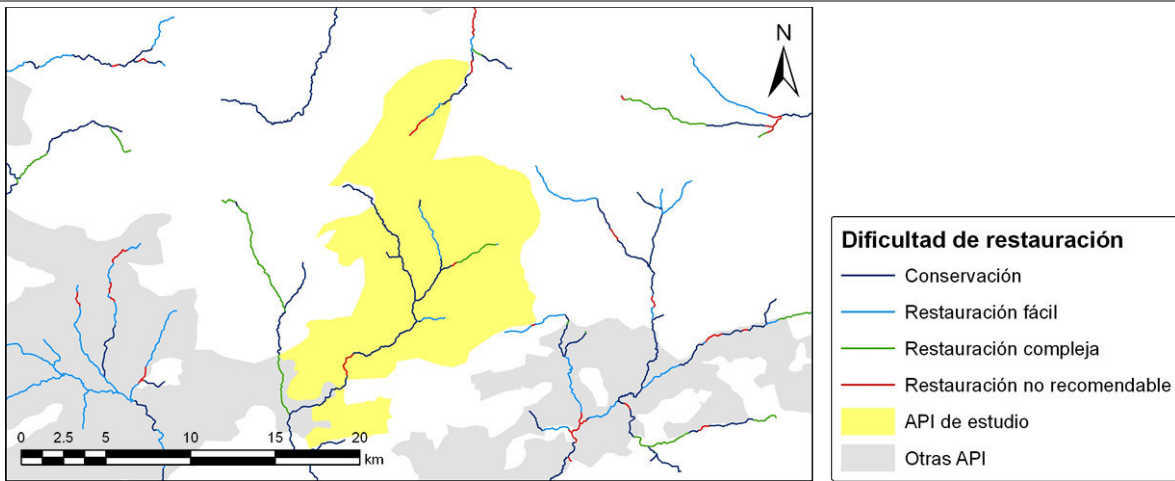 N
0 2.5 5 10 15 20
km
Dificultad de restauración
Conservación
Restauración fácil
Restauración compleja
Restauración no recomendable
API de estudio
Otras API